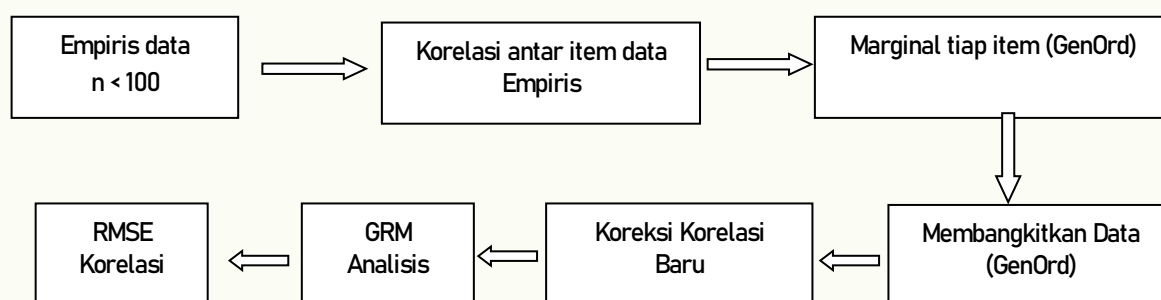 Empiris data
n < 100
Korelasi antar item data
Empiris
Marginal tiap item (GenOrd)
Membangkitkan Data
(GenOrd)
Koreksi Korelasi
Baru
GRM
Analisis
RMSE
Korelasi